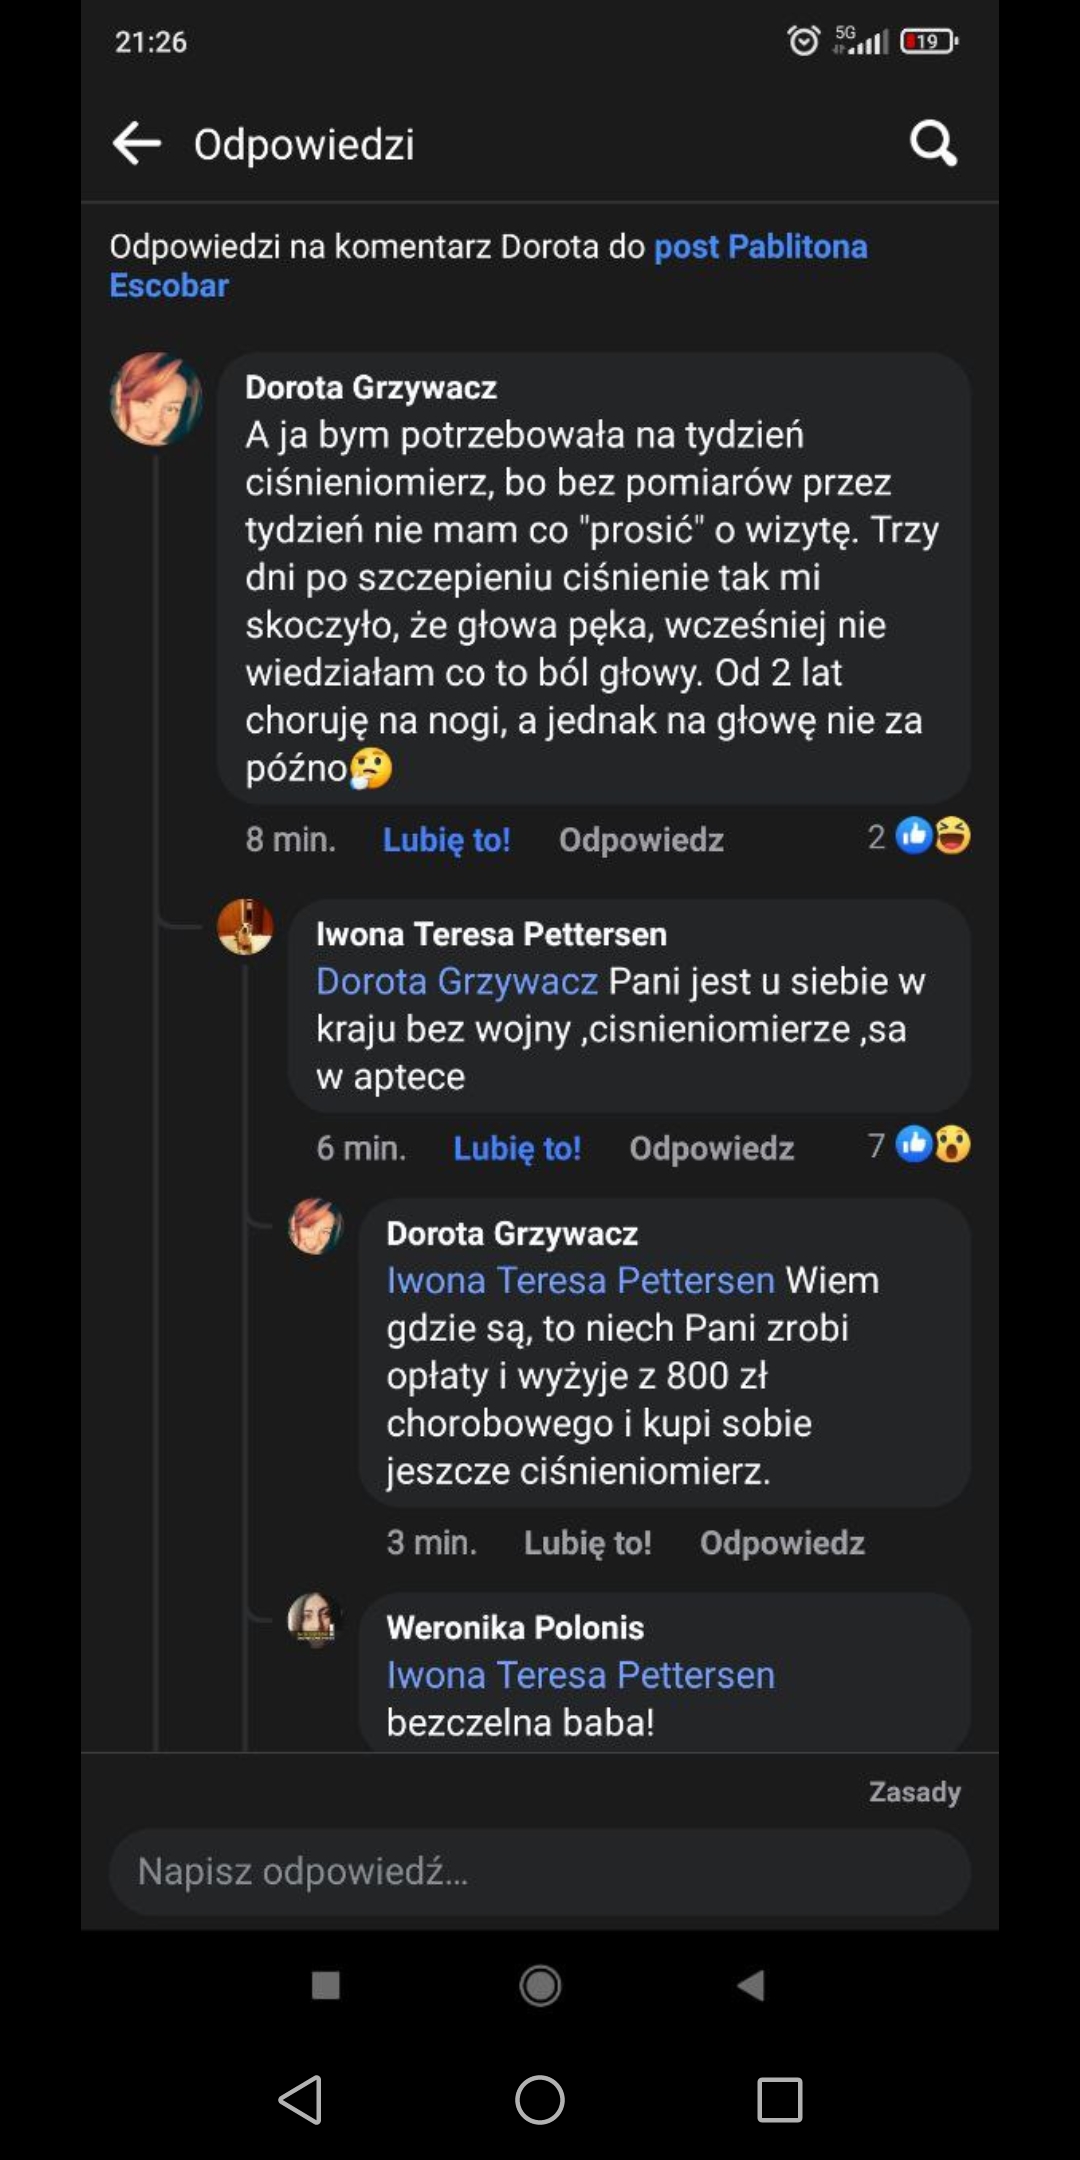 21:26
5G
19
Odpowiedzi
Odpowiedzi na komentarz Dorota do post Pablitona
Escobar
Dorota Grzywacz
A ja bym potrzebowała na tydzień
ciśnieniomierz, bo bez pomiarów przez
tydzień nie mam co "prosić" o wizytę. Trzy
dni po szczepieniu ciśnienie tak mi
skoczyło, że głowa pęka, wcześniej nie
wiedziałam co to ból głowy. Od 2 lat
choruję na nogi, a jednak na głowę nie za
późno🤔
8 min. Lubię to! Odpowiedz 2
Iwona Teresa Pettersen
Dorota Grzywacz Pani jest u siebie w
kraju bez wojny ,cisnieniomierze ,sa
w aptece
6 min. Lubię to! Odpowiedz 7
Dorota Grzywacz
Iwona Teresa Pettersen Wiem
gdzie są, to niech Pani zrobi
opłaty i wyżyje z 800 zł
chorobowego i kupi sobie
jeszcze ciśnieniomierz.
3 min. Lubię to! Odpowiedz
Weronika Polonis
Iwona Teresa Pettersen
bezczelna baba!
Zasady
Napisz odpowiedź...